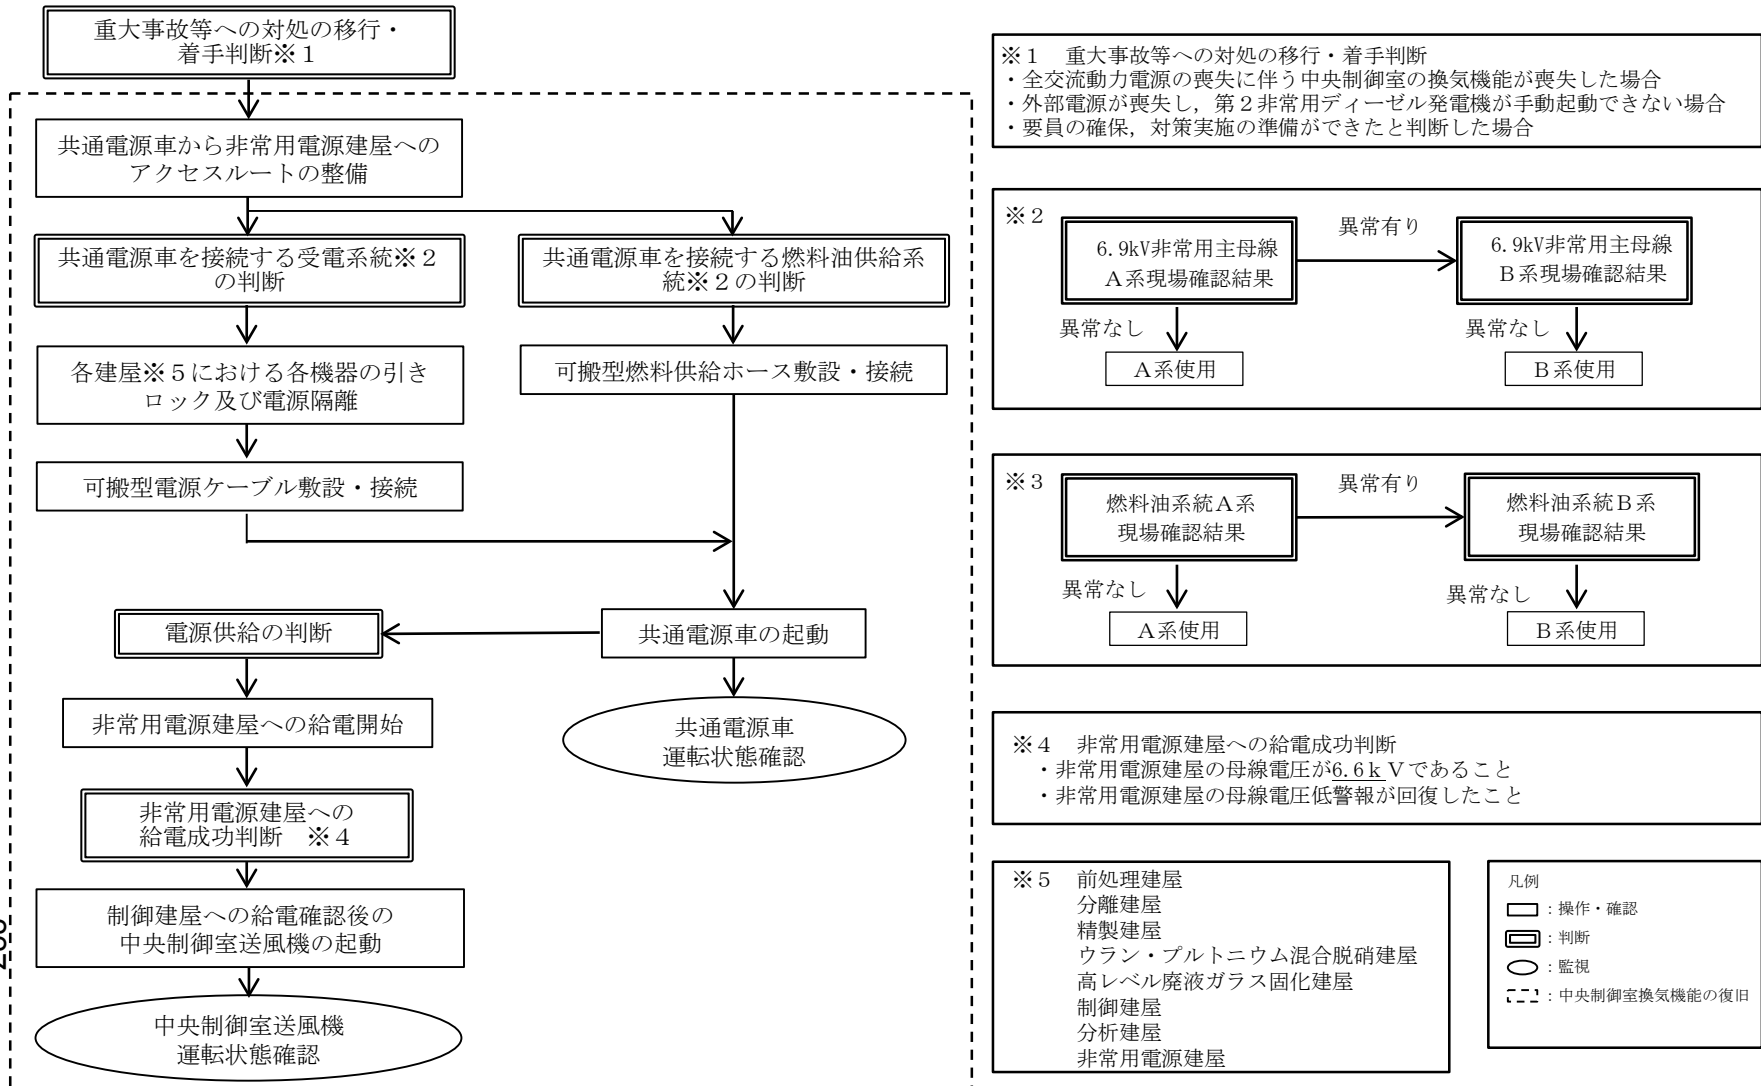 重大事故等への対処の移行・
着手判断※１
共通電源車から非常用電源建屋への
アクセスルートの整備
共通電源車を接続する受電系統※２
の判断
共通電源車を接続する燃料油供給系
統※２の判断
各建屋※５における各機器の引き
ロック及び電源隔離
可搬型燃料供給ホース敷設・接続
可搬型電源ケーブル敷設・接続
電源供給の判断
共通電源車の起動
非常用電源建屋への給電開始
共通電源車
運転状態確認
非常用電源建屋への
給電成功判断　※４
制御建屋への給電確認後の
中央制御室送風機の起動
中央制御室送風機
運転状態確認
※１　重大事故等への対処の移行・着手判断
・全交流動力電源の喪失に伴う中央制御室の換気機能が喪失した場合
・外部電源が喪失し，第２非常用ディーゼル発電機が手動起動できない場合
・要員の確保，対策実施の準備ができたと判断した場合
※２
6.9kV非常用主母線
Ａ系現場確認結果
異常有り
6.9kV非常用主母線
Ｂ系現場確認結果
異常なし
異常なし
Ａ系使用
Ｂ系使用
※３
燃料油系統Ａ系
現場確認結果
異常有り
燃料油系統Ｂ系
現場確認結果
異常なし
異常なし
Ａ系使用
Ｂ系使用
※４　非常用電源建屋への給電成功判断
・非常用電源建屋の母線電圧が6.6ｋＶであること
・非常用電源建屋の母線電圧低警報が回復したこと
※５　前処理建屋
分離建屋
精製建屋
ウラン・プルトニウム混合脱硝建屋
高レベル廃液ガラス固化建屋
制御建屋
分析建屋
非常用電源建屋
凡例
：操作・確認
：判断
：監視
：中央制御室換気機能の復旧